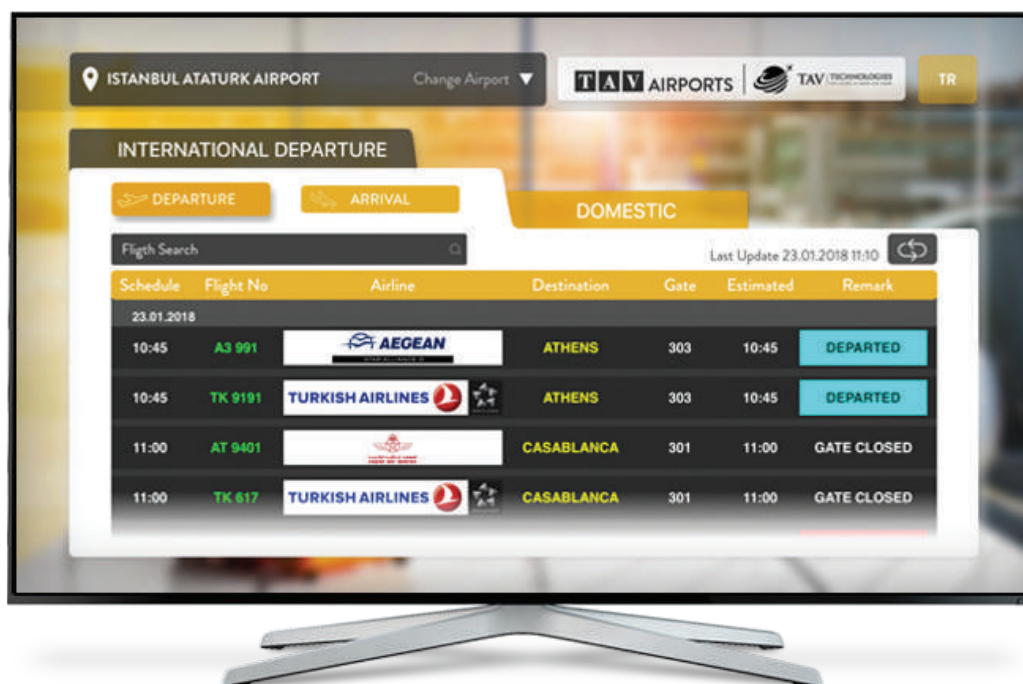 ISTANBUL ATATURK AIRPORT Change Airport
TAV AIRPORTS TAV TECHNOLOGIES
TR
INTERNATIONAL DEPARTURE
DEPARTURE ARRIVAL
DOMESTIC
Fligth Search
Last Update 23.01.2018 11:10
Schedule Flight No Airline Destination Gate Estimated Remark
23.01.2018
10:45 A3 991 AEGEAN ATHENS 303 10:45 DEPARTED
10:45 TK 9191 TURKISH AIRLINES ATHENS 303 10:45 DEPARTED
11:00 AT 9401 CASABLANCA 301 11:00 GATE CLOSED
11:00 TK 617 TURKISH AIRLINES CASABLANCA 301 11:00 GATE CLOSED